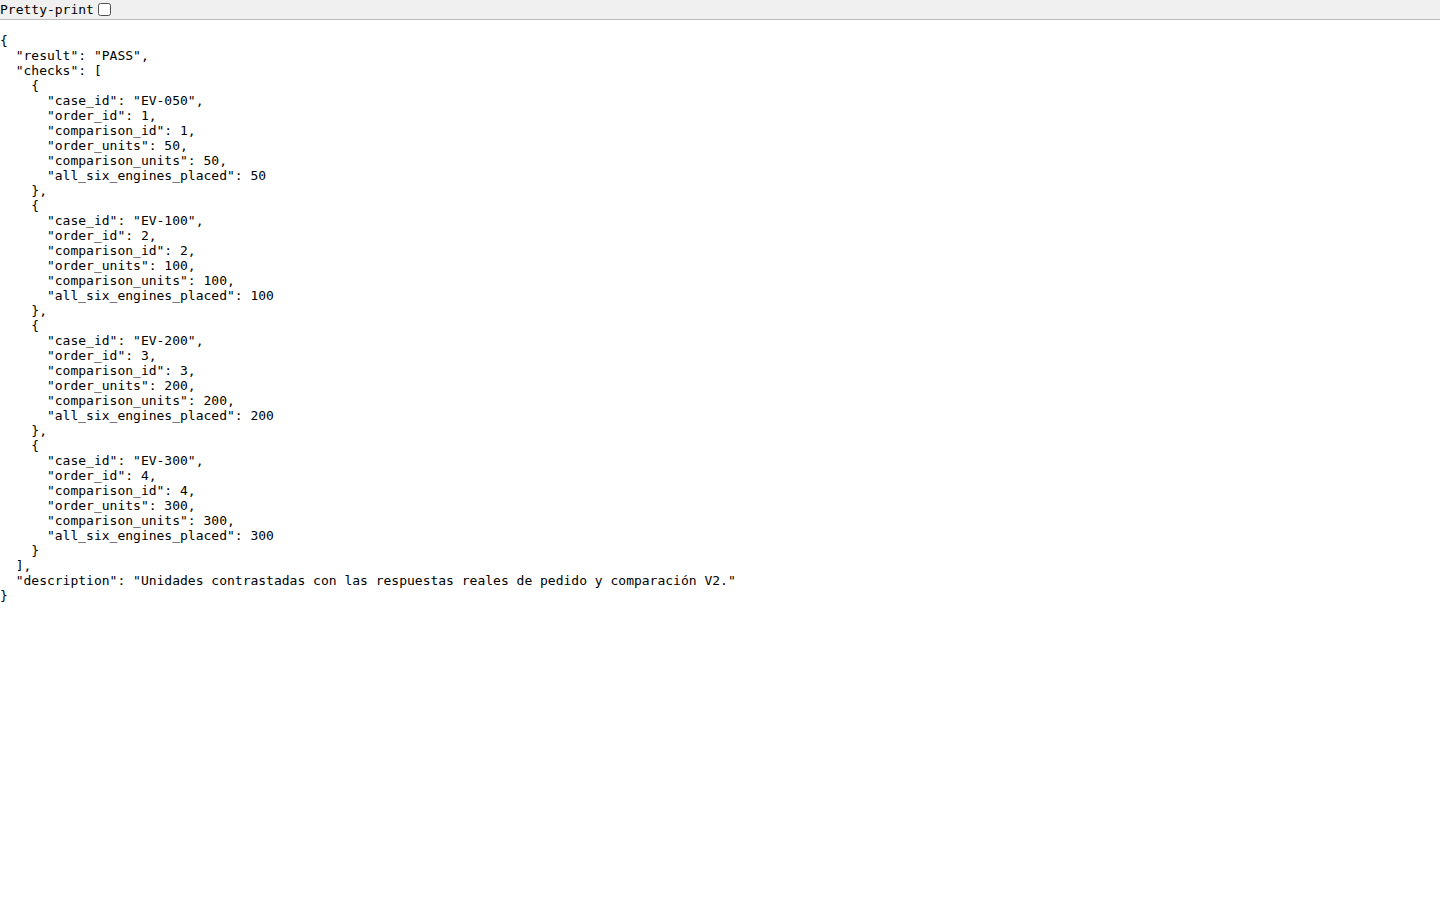 Pretty-print
{
  "result": "PASS",
  "checks": [
    {
      "case_id": "EV-050",
      "order_id": 1,
      "comparison_id": 1,
      "order_units": 50,
      "comparison_units": 50,
      "all_six_engines_placed": 50
    },
    {
      "case_id": "EV-100",
      "order_id": 2,
      "comparison_id": 2,
      "order_units": 100,
      "comparison_units": 100,
      "all_six_engines_placed": 100
    },
    {
      "case_id": "EV-200",
      "order_id": 3,
      "comparison_id": 3,
      "order_units": 200,
      "comparison_units": 200,
      "all_six_engines_placed": 200
    },
    {
      "case_id": "EV-300",
      "order_id": 4,
      "comparison_id": 4,
      "order_units": 300,
      "comparison_units": 300,
      "all_six_engines_placed": 300
    }
  ],
  "description": "Unidades contrastadas con las respuestas reales de pedido y comparación V2."
}